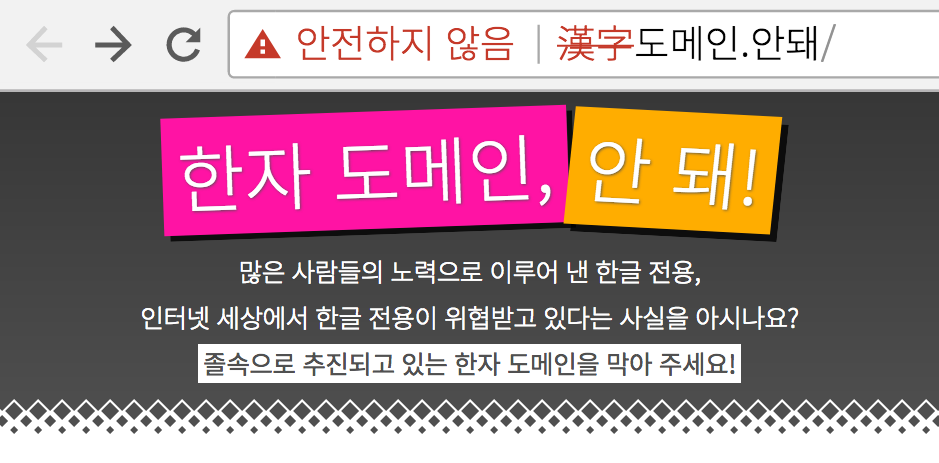 안전하지 않음 | 漢字도메인.안돼/
한자 도메인, 안 돼!
많은 사람들의 노력으로 이루어 낸 한글 전용,
인터넷 세상에서 한글 전용이 위협받고 있다는 사실을 아시나요?
졸속으로 추진되고 있는 한자 도메인을 막아 주세요!